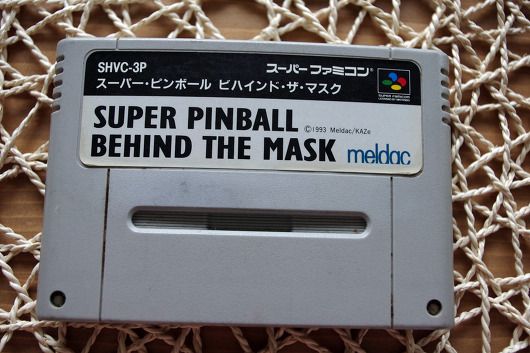 SHVC-3P
スーパーファミコン®
スーパー・ピンボール ビハインド・ザ・マスク
SUPER PINBALL
©1993 Meldac/KAZe
BEHIND THE MASK
meldac